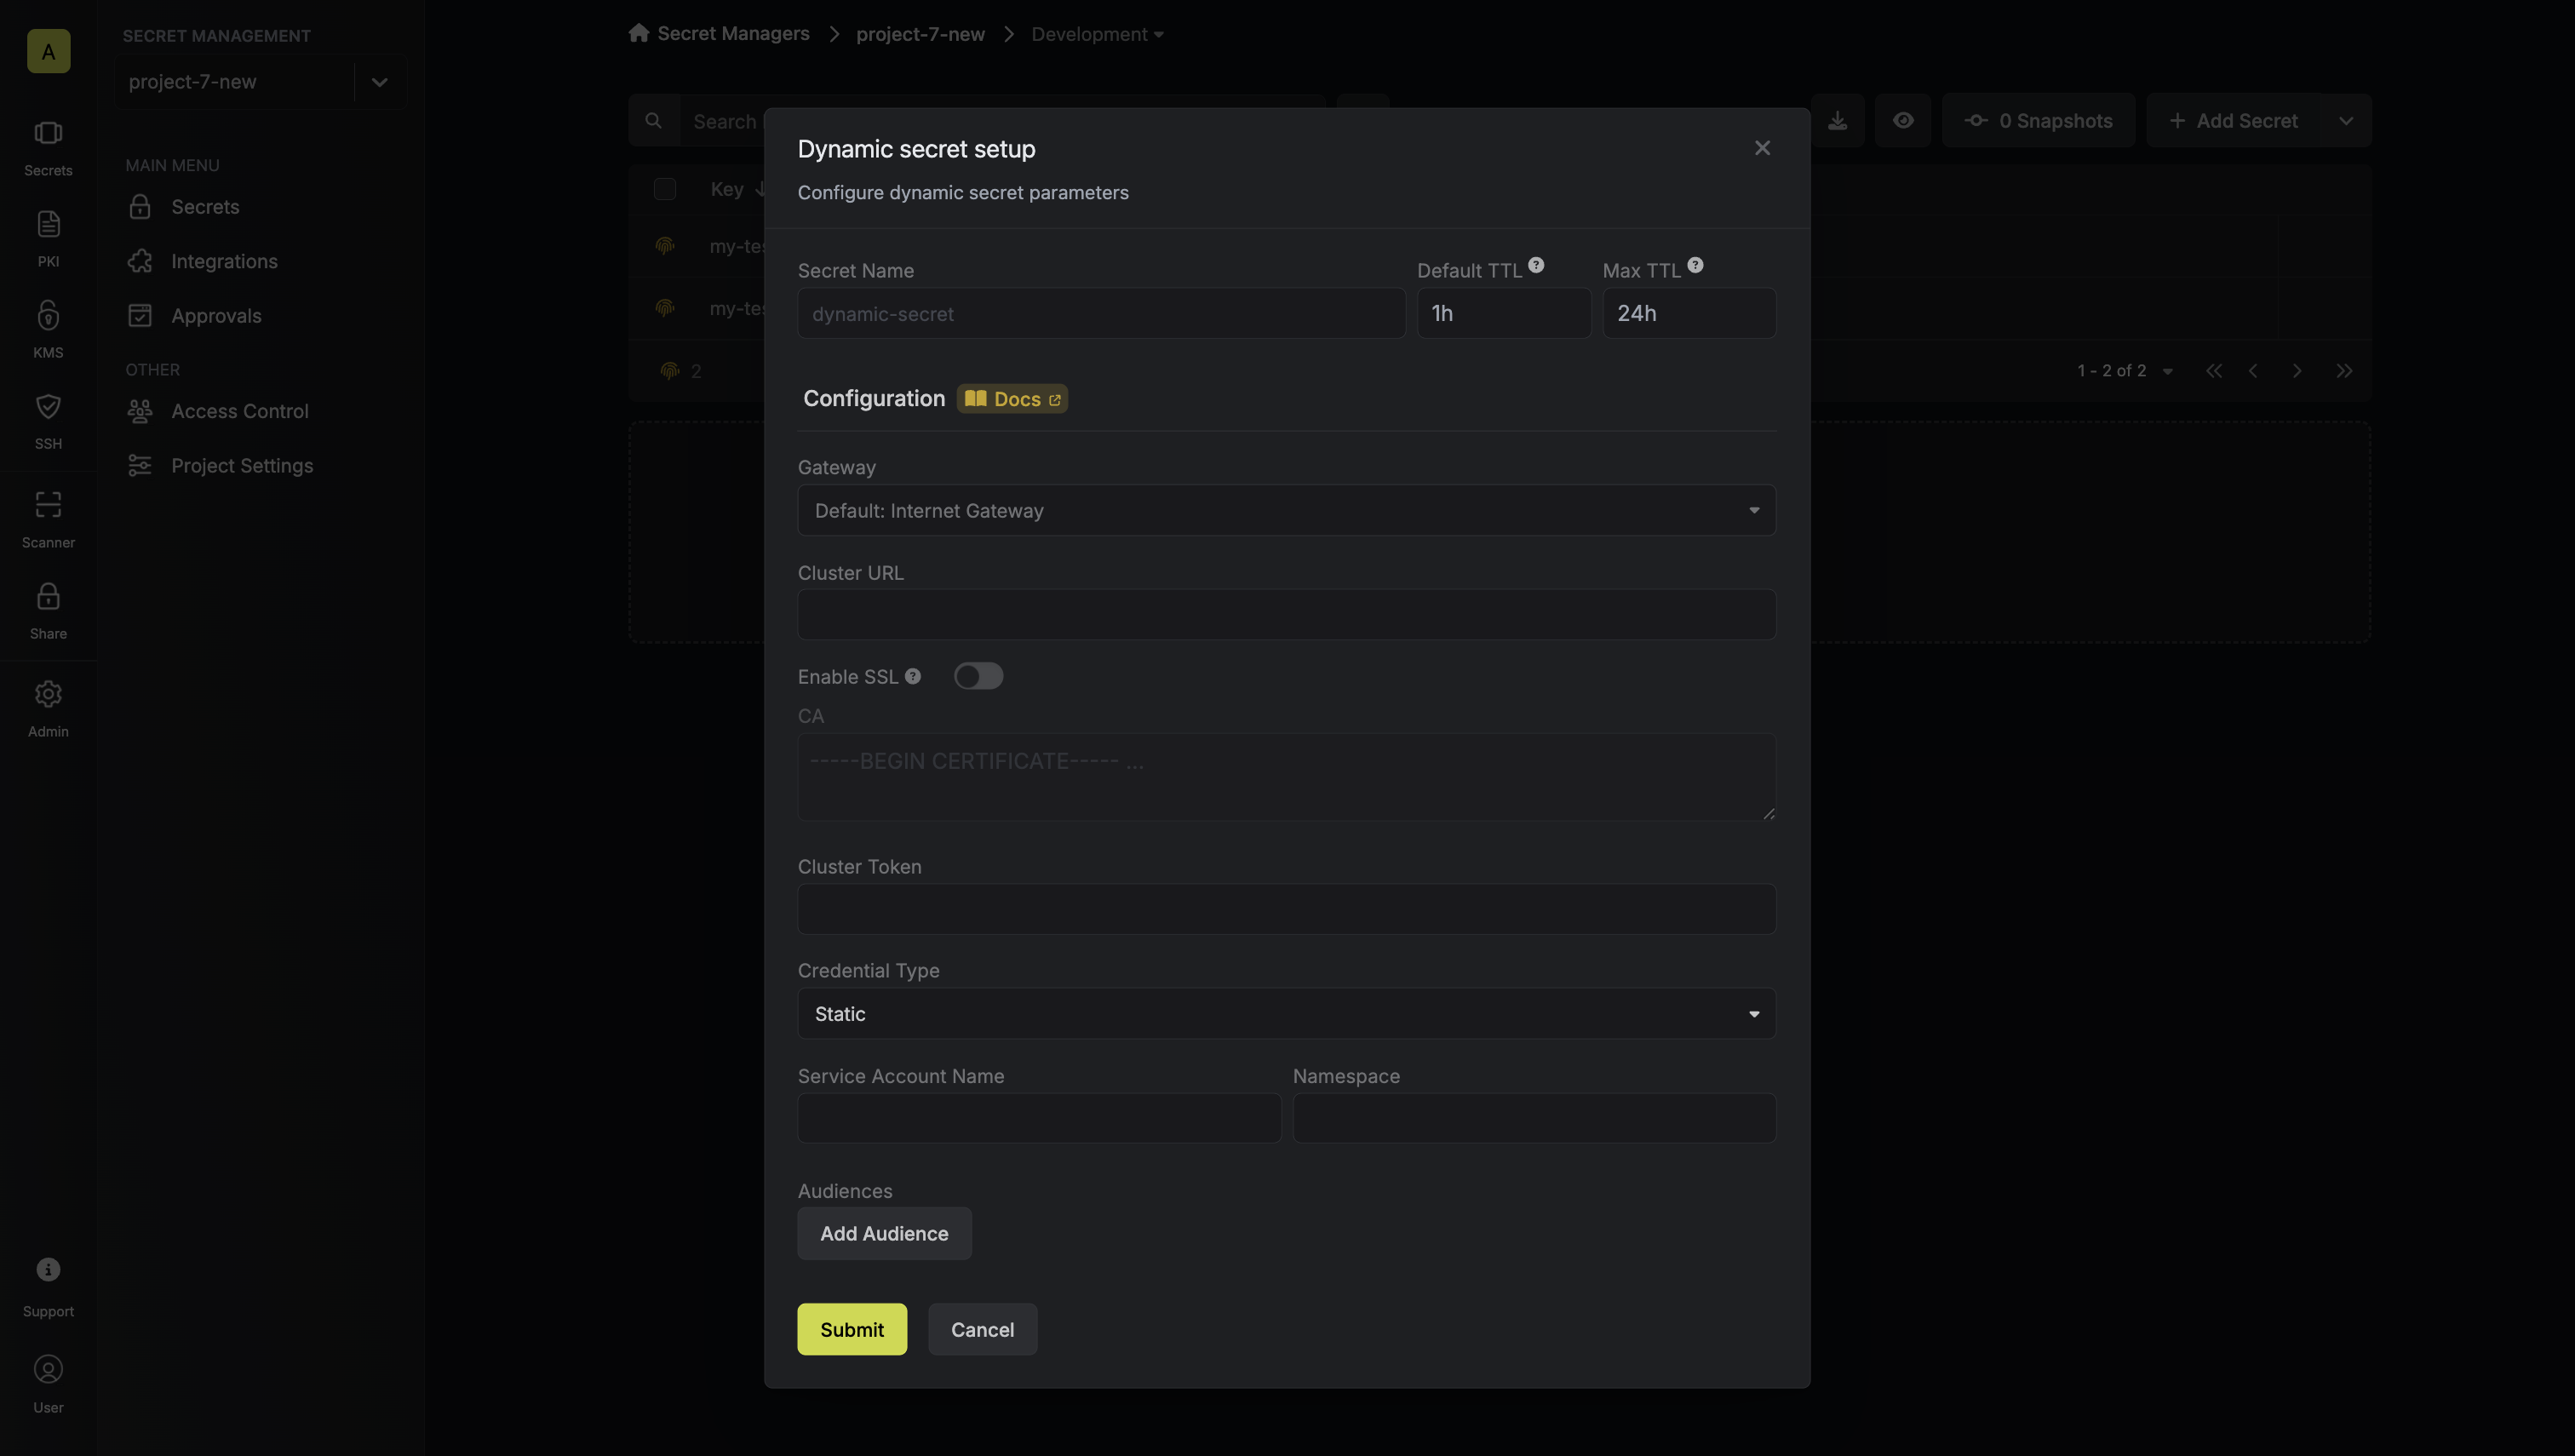 A
Secrets
PKI
KMS
SSH
Scanner
Share
Admin
Support
User
SECRET MANAGEMENT
project-7-new
MAIN MENU
Secrets
Integrations
Approvals
OTHER
Access Control
Project Settings
Secret Managers project-7-new Development
Search
0 Snapshots
Add Secret
Key
my-tes
my-tes
2
1 - 2 of 2
Dynamic secret setup
Configure dynamic secret parameters
Secret Name Default TTL ? Max TTL ?
dynamic-secret 1h 24h
Configuration Docs
Gateway
Default: Internet Gateway
Cluster URL
Enable SSL ?
CA
-----BEGIN CERTIFICATE----- ...
Cluster Token
Credential Type
Static
Service Account Name Namespace
Audiences
Add Audience
Submit Cancel